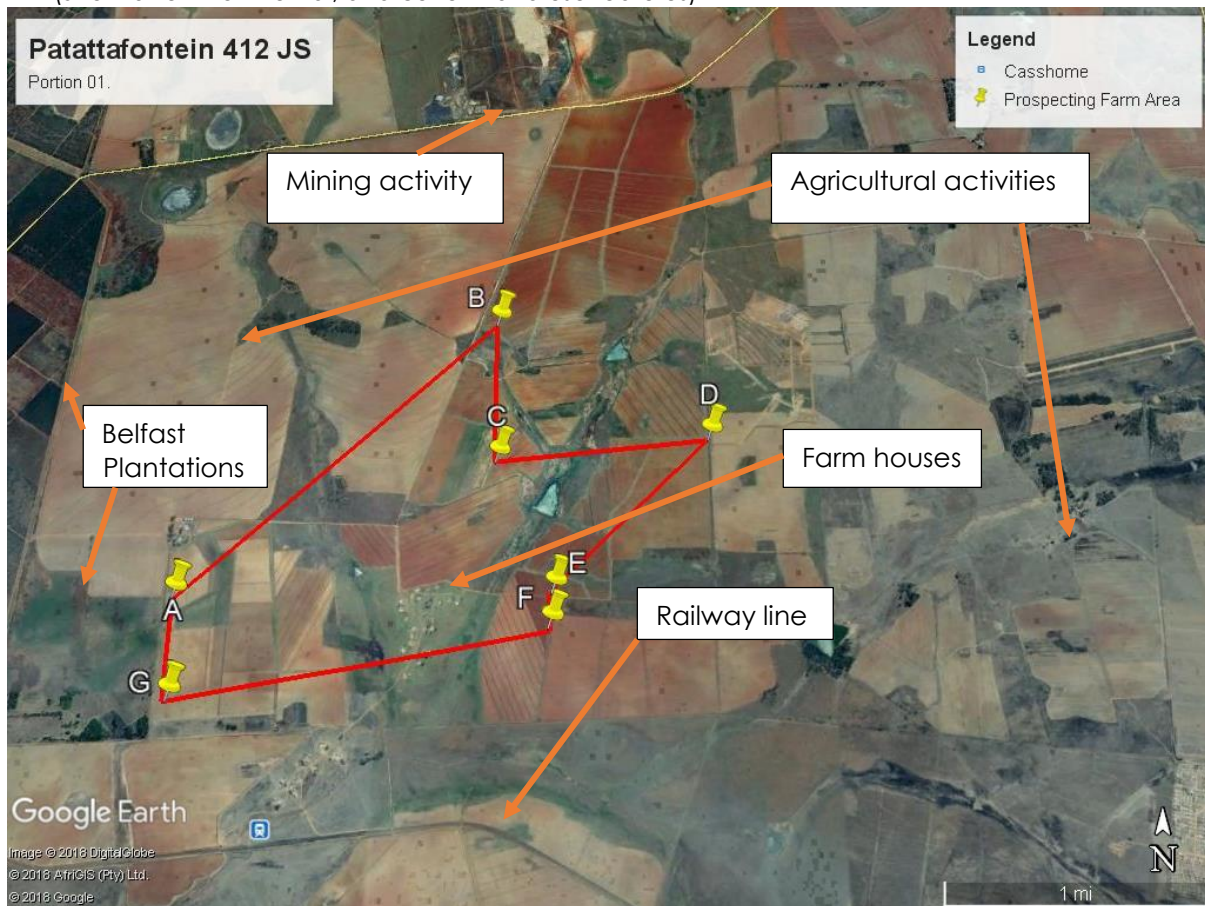 Patattafontein 412 JS
Portion 01.
Legend
Casshome
Prospecting Farm Area
Mining activity
Agricultural activities
B
D
C
Belfast
Plantations
Farm houses
E
F
A
Railway line
G
Google Earth
Image © 2018 DigitalGlobe
© 2018 AfriGIS (Pty) Ltd.
© 2018 Google
N
1 mi